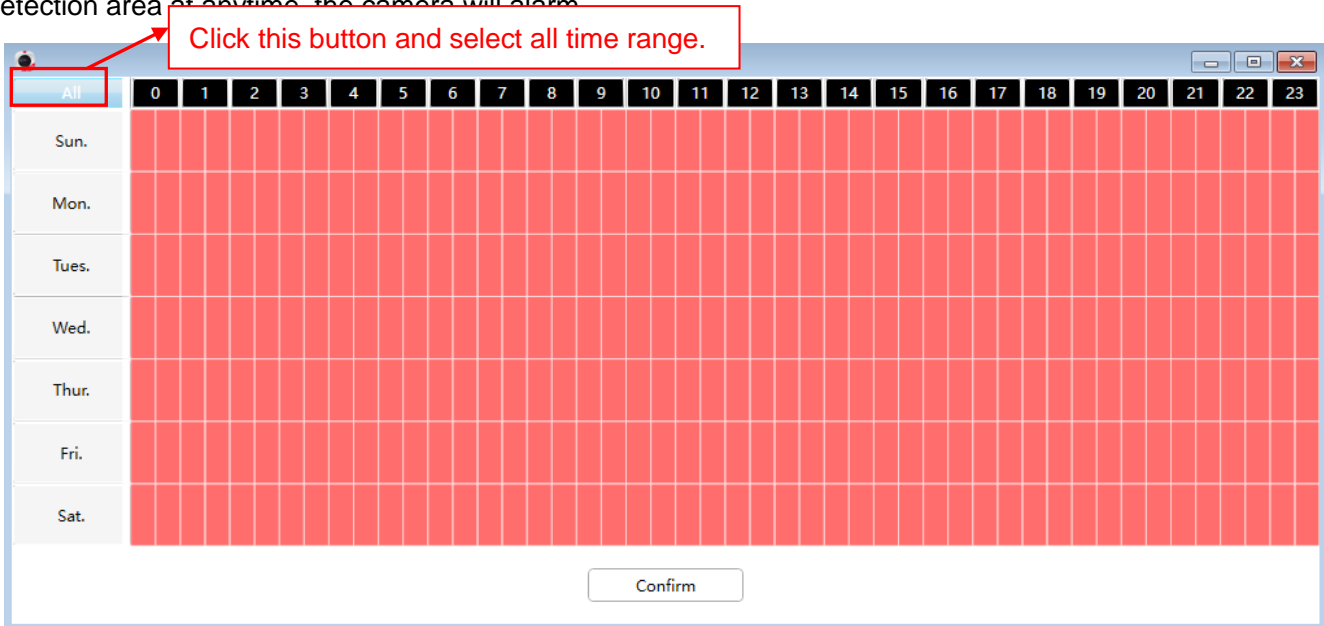 etection area at anytime, the camera will alarm
Click this button and select all time range.
All 0 1 2 3 4 5 6 7 8 9 10 11 12 13 14 15 16 17 18 19 20 21 22 23
Sun.
Mon.
Tues.
Wed.
Thur.
Fri.
Sat.
Confirm